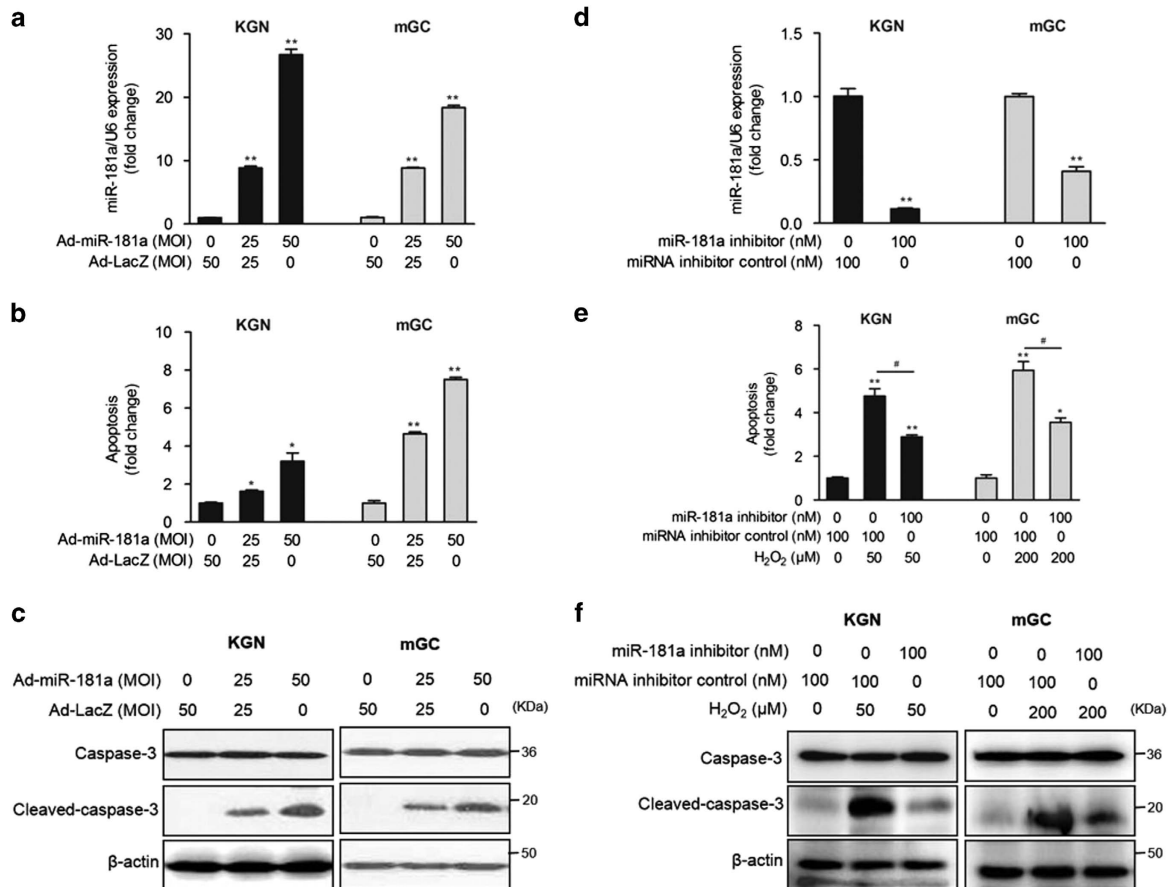 a
KGN mGC
miR-181a/U6 expression
(fold change)
30
20
10
0
** ** ** **
Ad-miR-181a (MOI) 0 25 50 0 25 50
Ad-LacZ (MOI) 50 25 0 50 25 0
b
KGN mGC
Apoptosis
(fold change)
10
8
6
4
2
0
* * ** **
Ad-miR-181a (MOI) 0 25 50 0 25 50
Ad-LacZ (MOI) 50 25 0 50 25 0
c
KGN mGC
Ad-miR-181a (MOI) 0 25 50 0 25 50
Ad-LacZ (MOI) 50 25 0 50 25 0 (KDa)
Caspase-3 36
Cleaved-caspase-3 20
β-actin 50
d
KGN mGC
miR-181a/U6 expression
(fold change)
1.5
1.0
0.5
0.0
** **
miR-181a inhibitor (nM) 0 100 0 100
miRNA inhibitor control (nM) 100 0 100 0
e
KGN mGC
Apoptosis
(fold change)
8
6
4
2
0
** # ** ** # *
miR-181a inhibitor (nM) 0 0 100 0 0 100
miRNA inhibitor control (nM) 100 100 0 100 100 0
H₂O₂ (μM) 0 50 50 0 200 200
f
KGN mGC
miR-181a inhibitor (nM) 0 0 100 0 0 100
miRNA inhibitor control (nM) 100 100 0 100 100 0
H₂O₂ (μM) 0 50 50 0 200 200 (KDa)
Caspase-3 36
Cleaved-caspase-3 20
β-actin 50